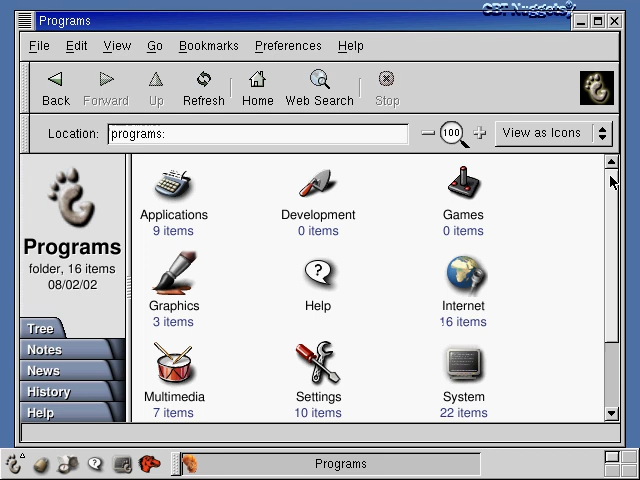 CBT Nuggets
Programs
File Edit View Go Bookmarks Preferences Help
Back Forward Up Refresh Home Web Search Stop
Location: programs: 100 View as Icons
Programs
folder, 16 items
08/02/02
Tree
Notes
News
History
Help
Applications Development Games
9 items 0 items 0 items
Graphics Help Internet
3 items 16 items
Multimedia Settings System
7 items 10 items 22 items
Programs